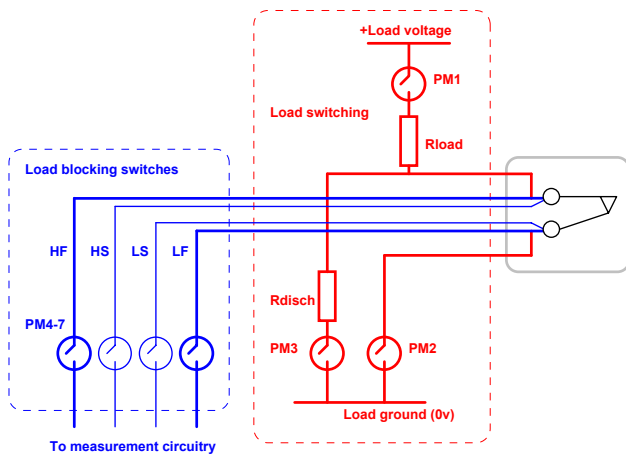 +Load voltage
PM1
Load switching
Rload
Load blocking switches
HF HS LS LF
Rdisch
PM4-7
PM3 PM2
Load ground (0v)
To measurement circuitry